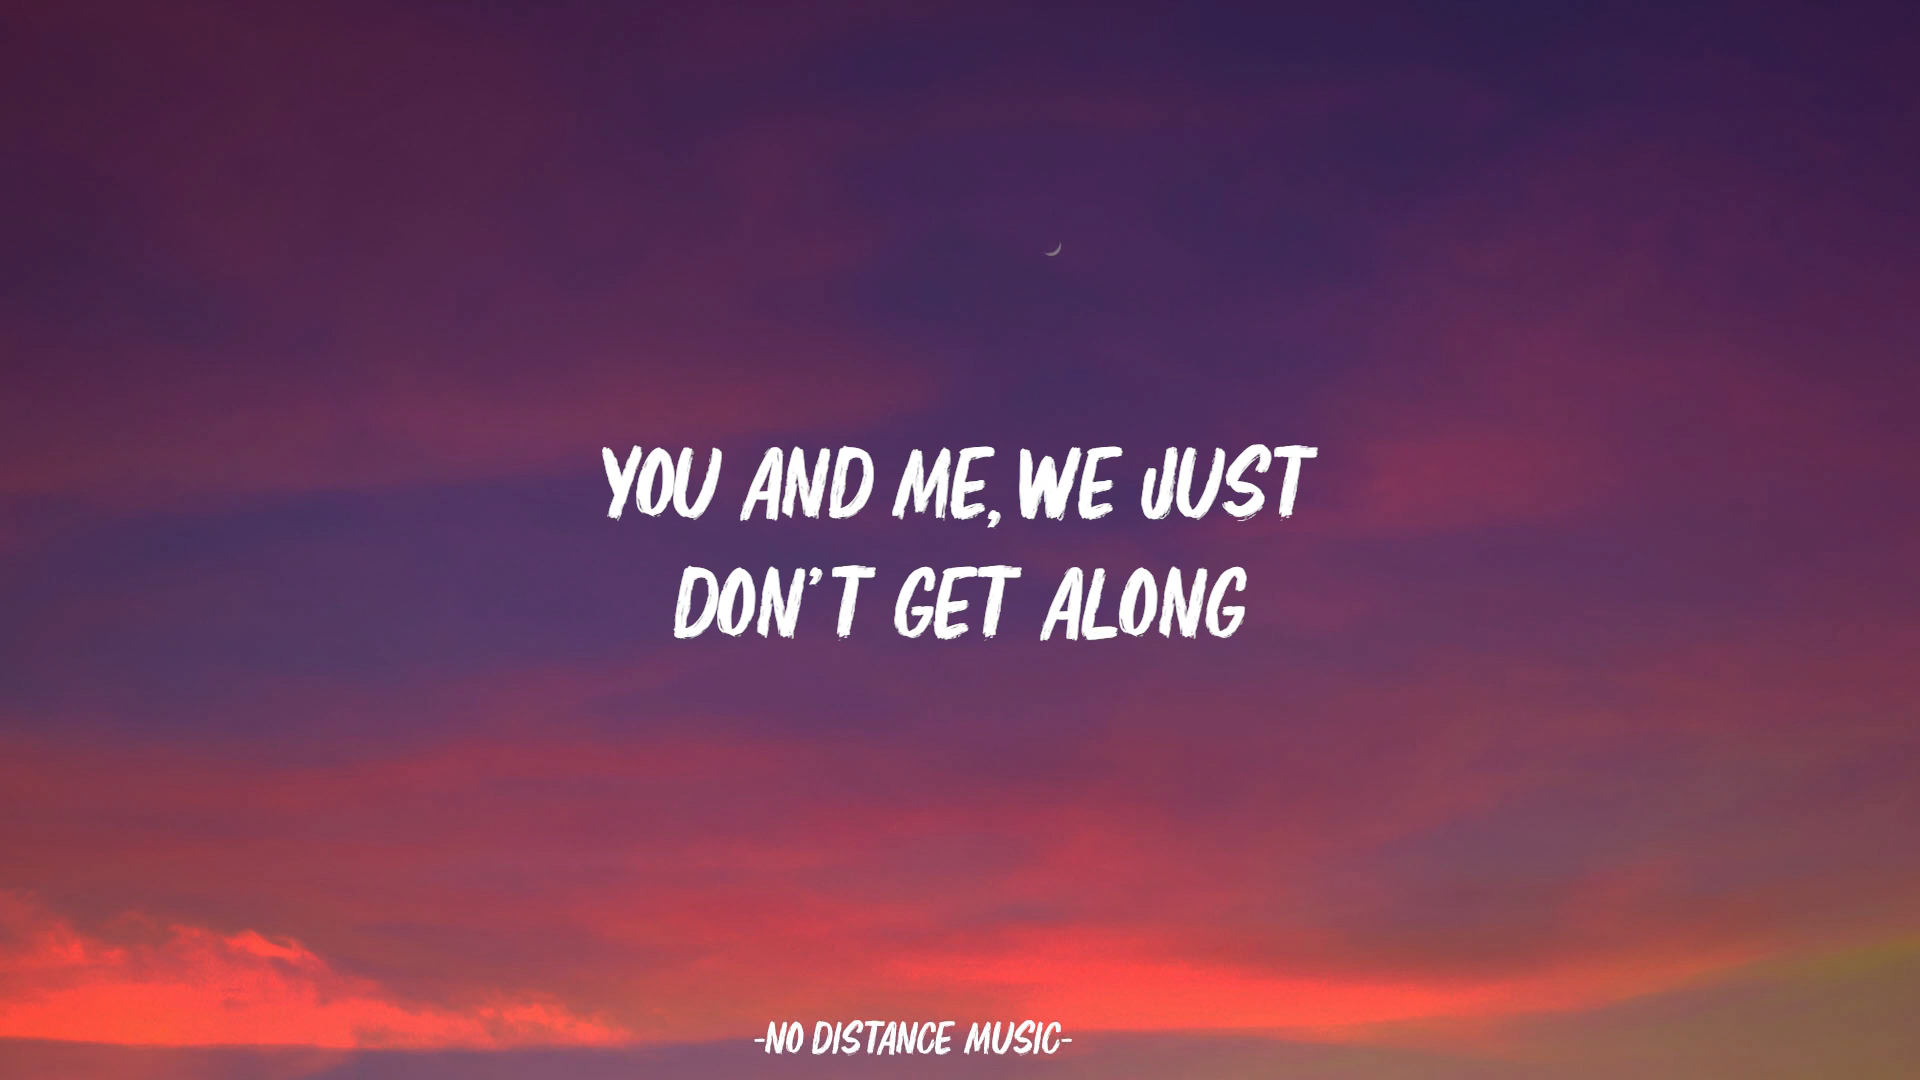 YOU AND ME, WE JUST
DON'T GET ALONG
-NO DISTANCE MUSIC-